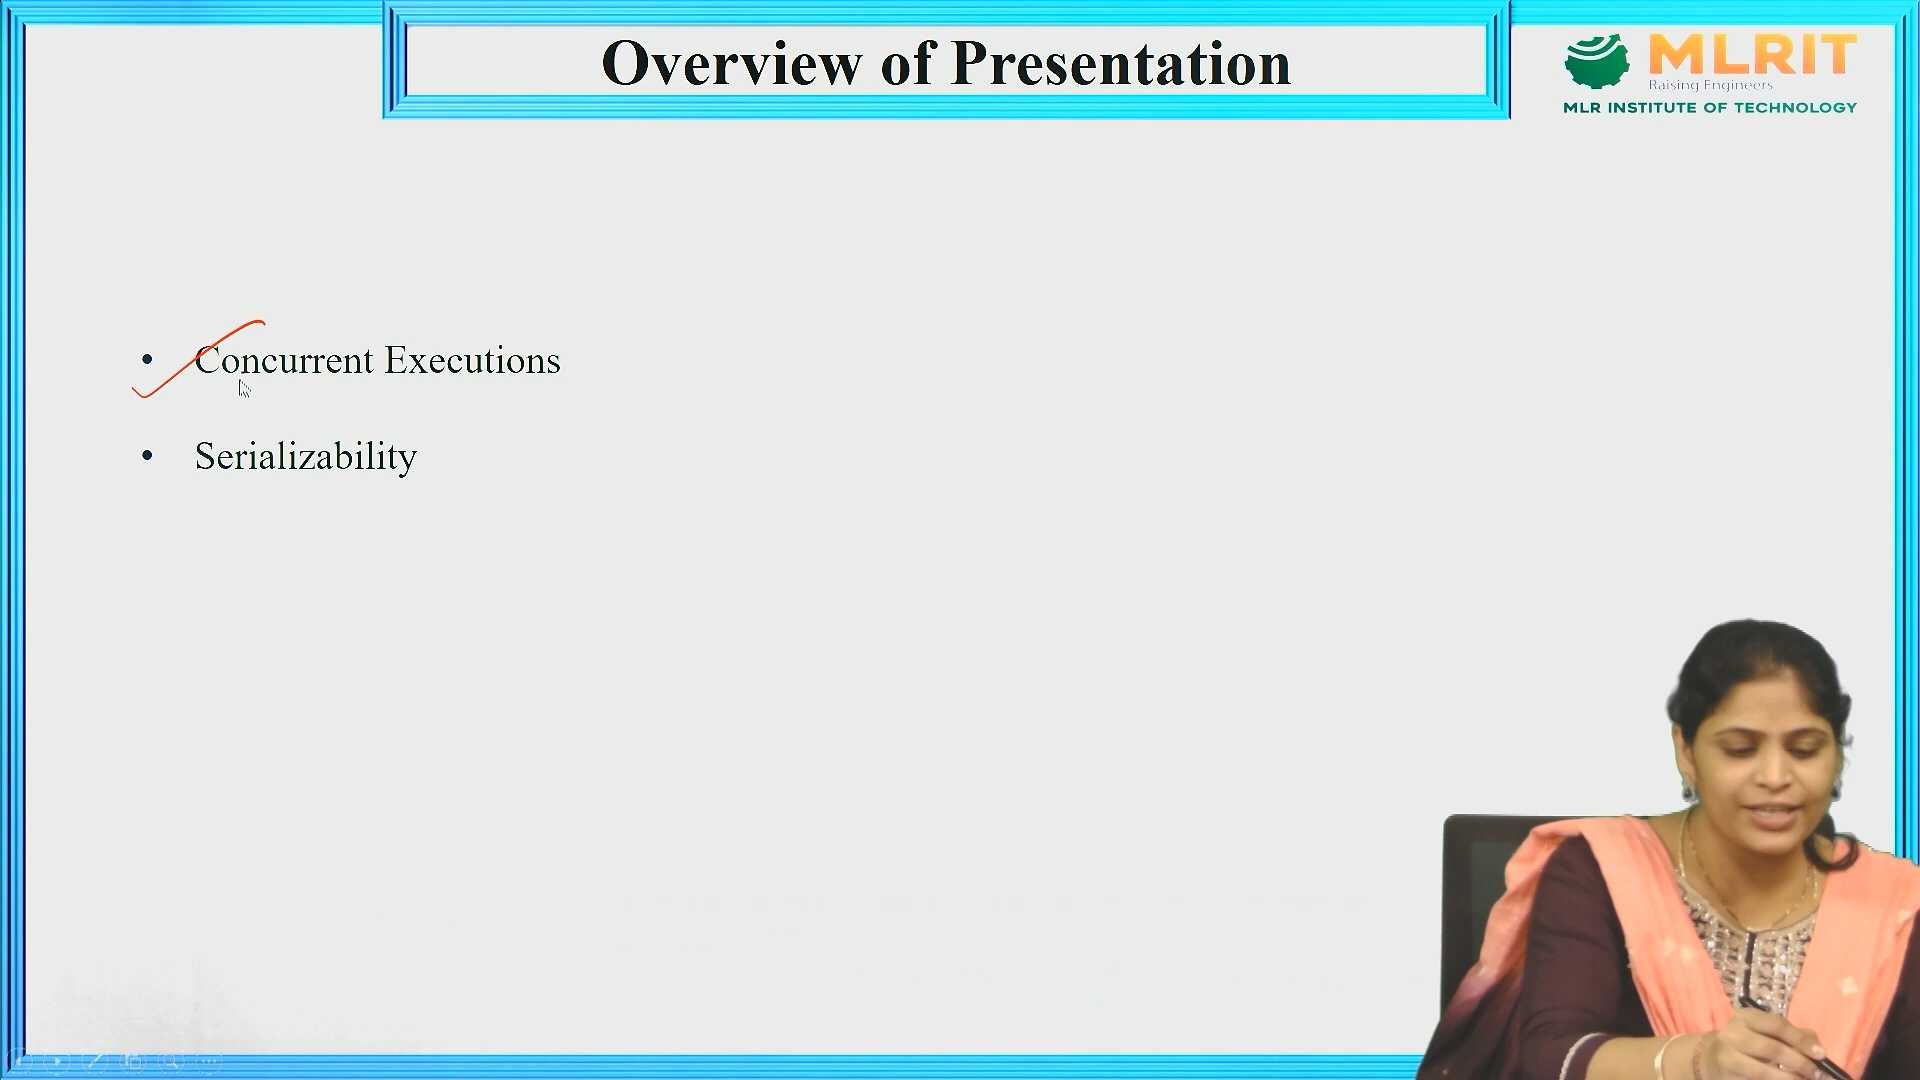 Overview of Presentation
MLRIT
Raising Engineers
MLR INSTITUTE OF TECHNOLOGY
• Concurrent Executions
• Serializability